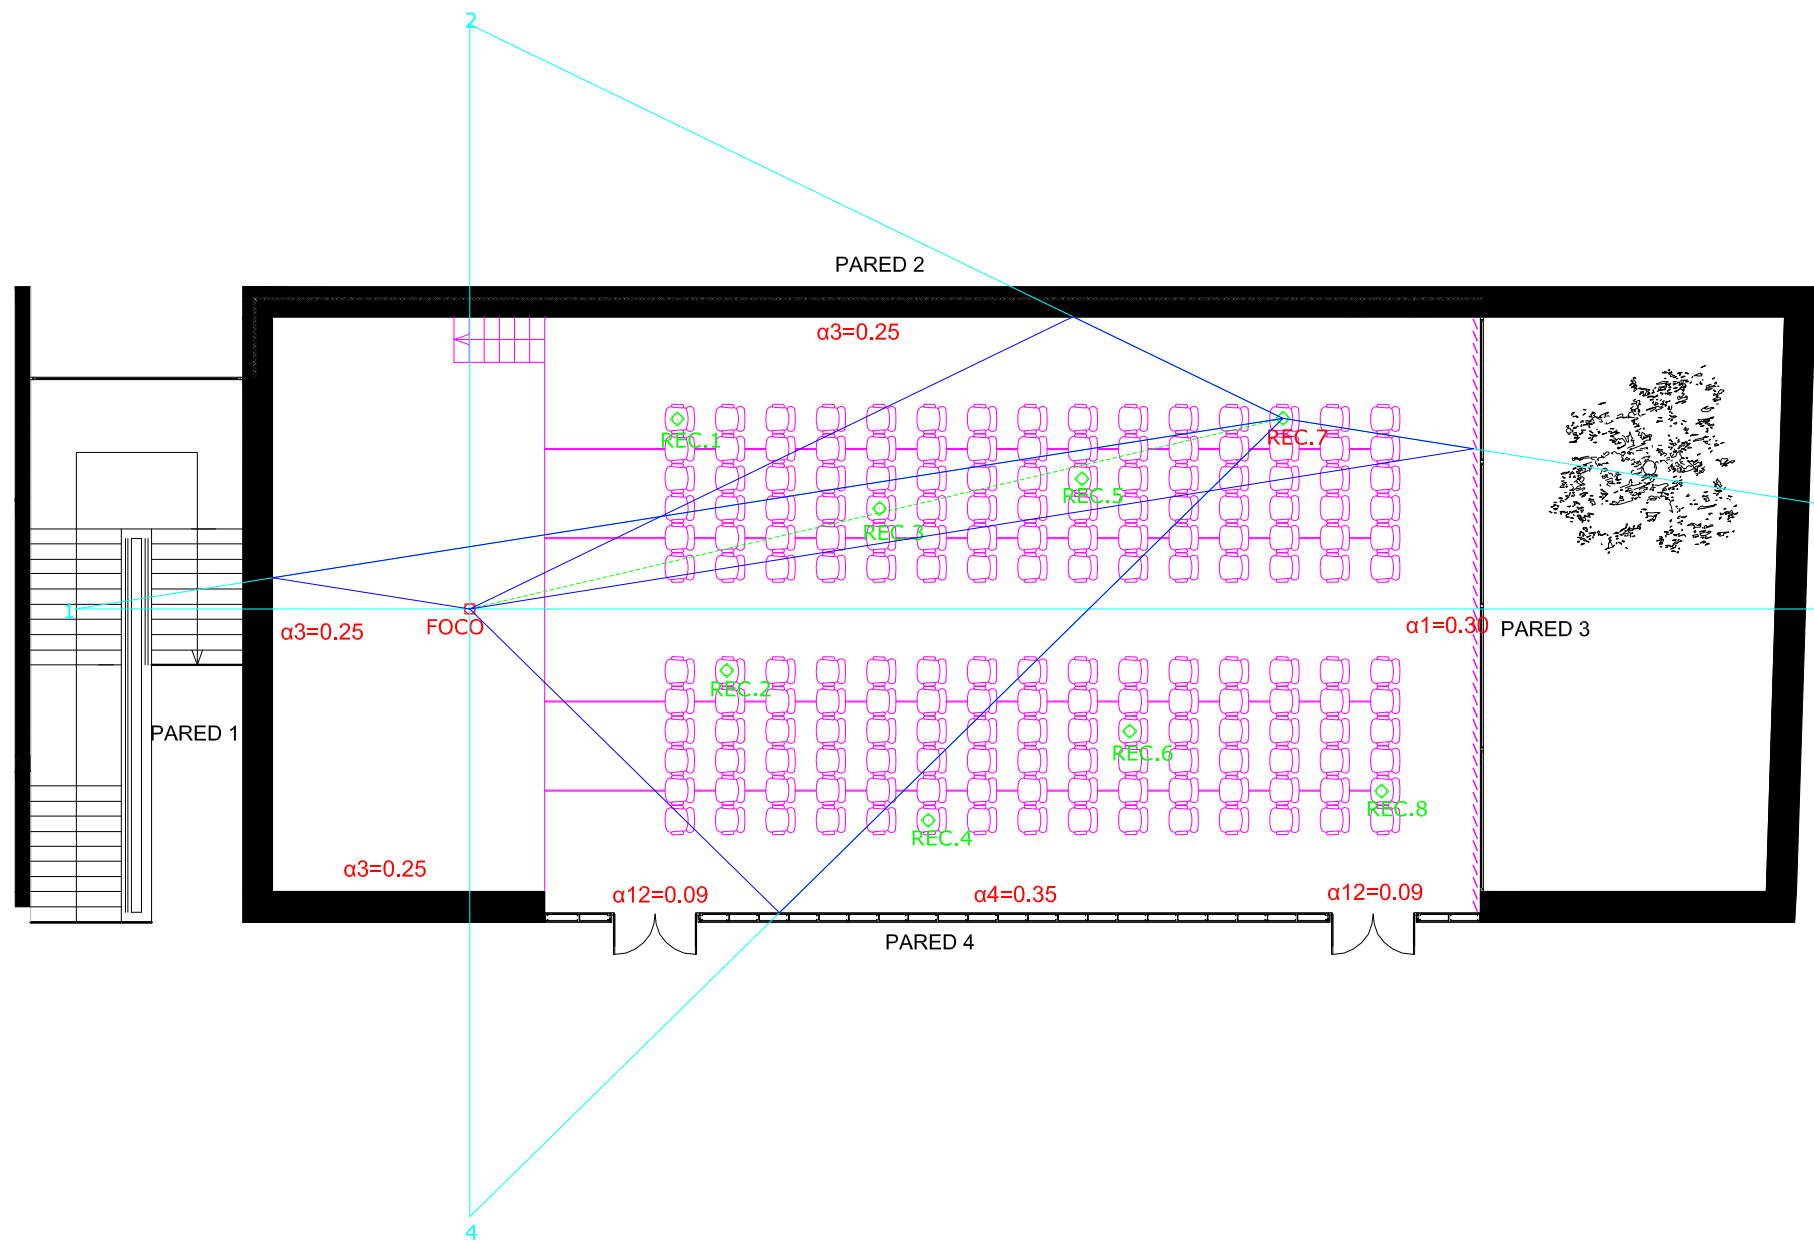 2
PARED 2
α3=0.25
REC.1
REC.7
REC.5
REC.3
1
FOCO
α3=0.25
α1=0.30
PARED 3
REC.2
PARED 1
REC.6
REC.8
REC.4
α3=0.25
α12=0.09
α4=0.35
α12=0.09
PARED 4
4